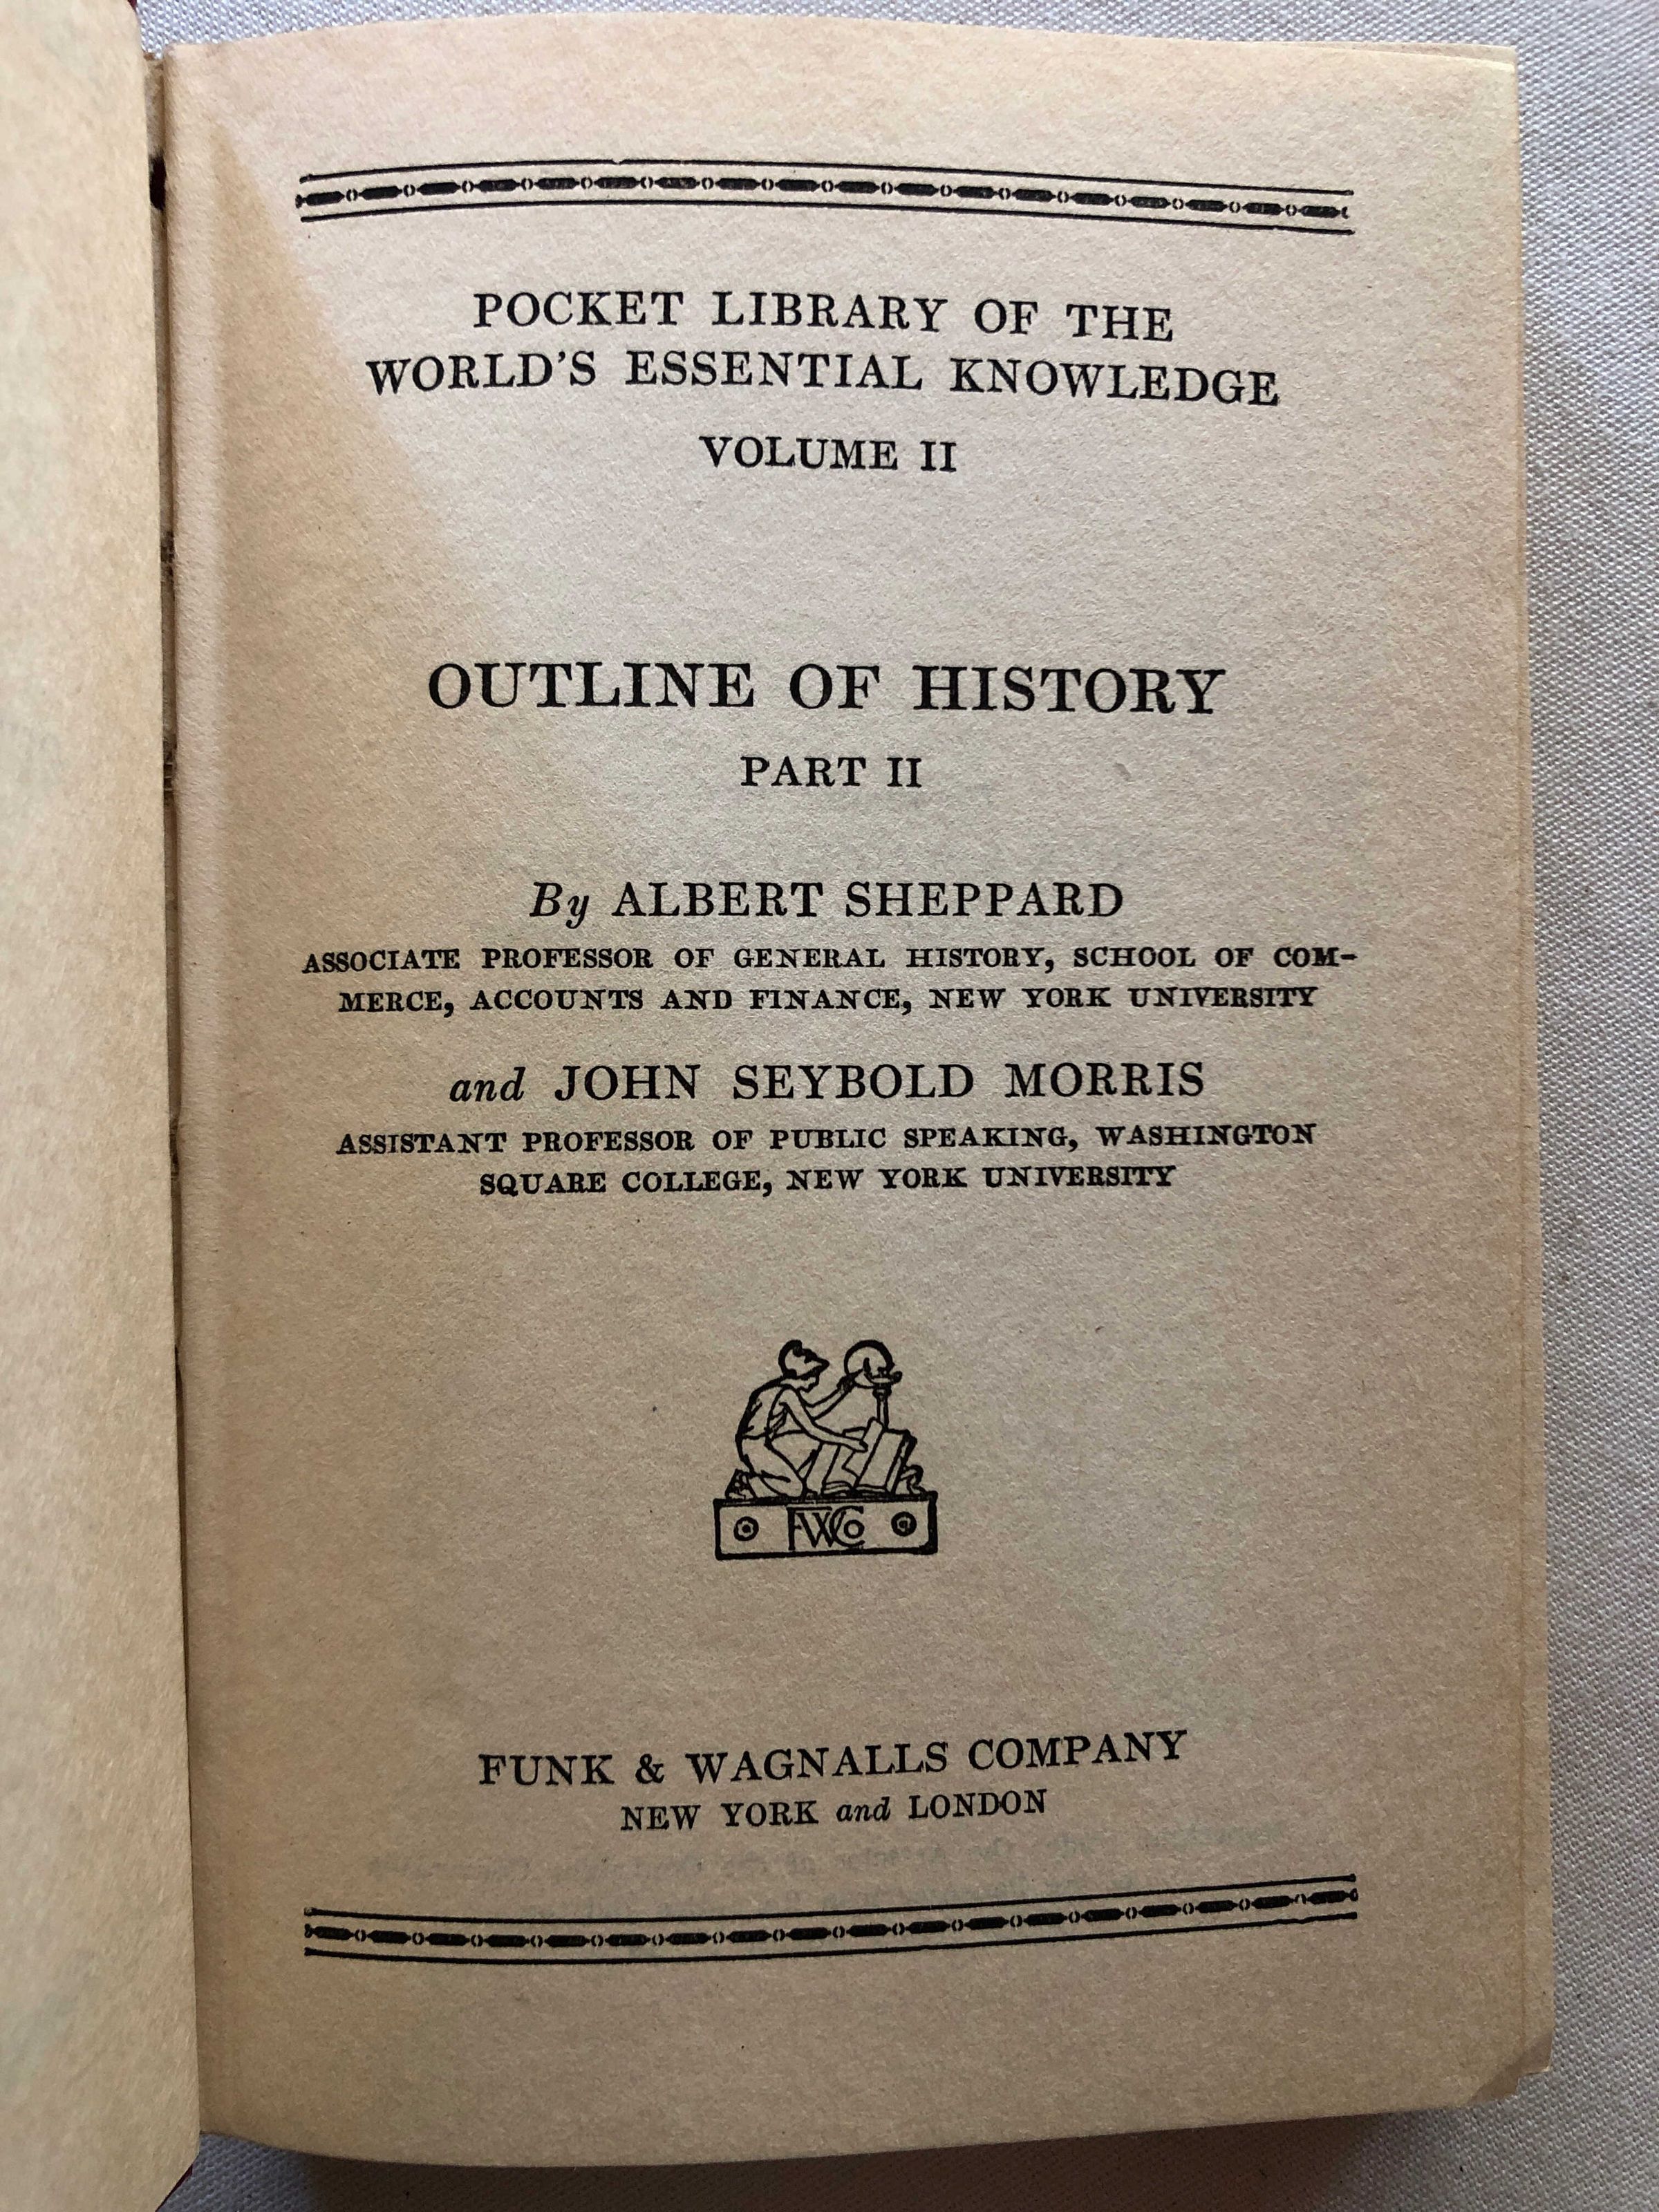 POCKET LIBRARY OF THE
WORLD'S ESSENTIAL KNOWLEDGE
VOLUME II
OUTLINE OF HISTORY
PART II
By ALBERT SHEPPARD
ASSOCIATE PROFESSOR OF GENERAL HISTORY, SCHOOL OF COM-
MERCE, ACCOUNTS AND FINANCE, NEW YORK UNIVERSITY
and JOHN SEYBOLD MORRIS
ASSISTANT PROFESSOR OF PUBLIC SPEAKING, WASHINGTON
SQUARE COLLEGE, NEW YORK UNIVERSITY
FWCo
FUNK & WAGNALLS COMPANY
NEW YORK and LONDON